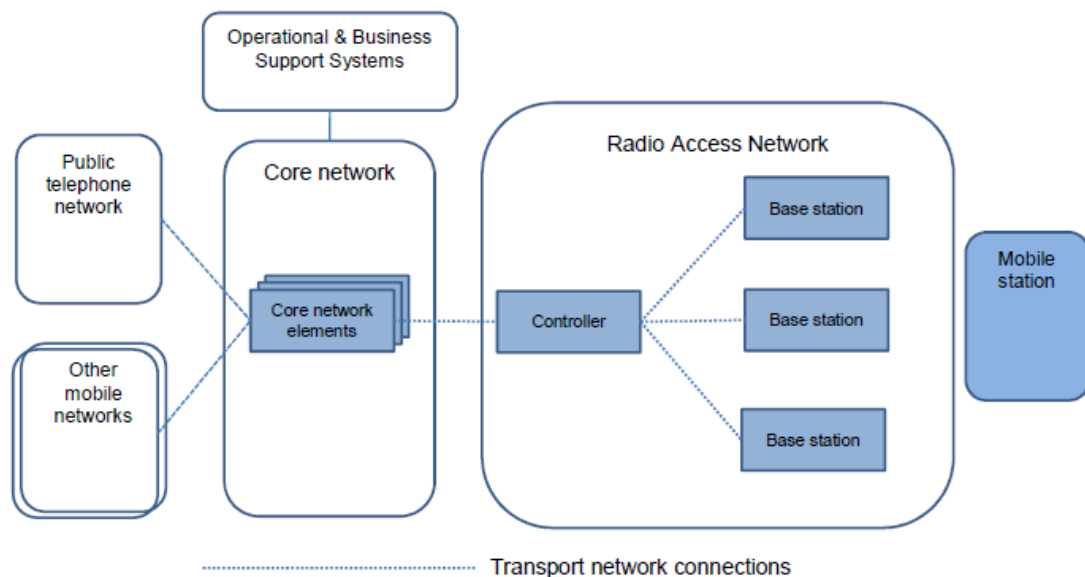 Operational & Business
Support Systems
Public
telephone
network
Core network
Radio Access Network
Base station
Mobile
station
Core network
elements
Controller
Base station
Other
mobile
networks
Base station
Transport network connections